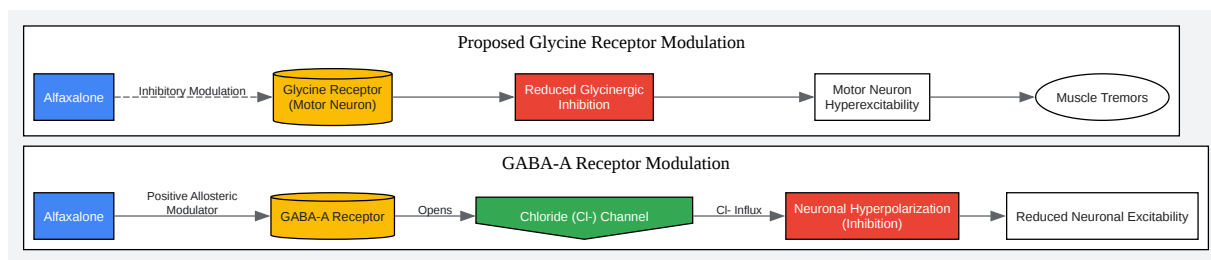 Proposed Glycine Receptor Modulation
Alfaxalone
Inhibitory Modulation
Glycine Receptor
(Motor Neuron)
Reduced Glycinergic
Inhibition
Motor Neuron
Hyperexcitability
Muscle Tremors
GABA-A Receptor Modulation
Alfaxalone
Positive Allosteric
Modulator
GABA-A Receptor
Opens
Chloride (Cl-) Channel
Cl- Influx
Neuronal Hyperpolarization
(Inhibition)
Reduced Neuronal Excitability